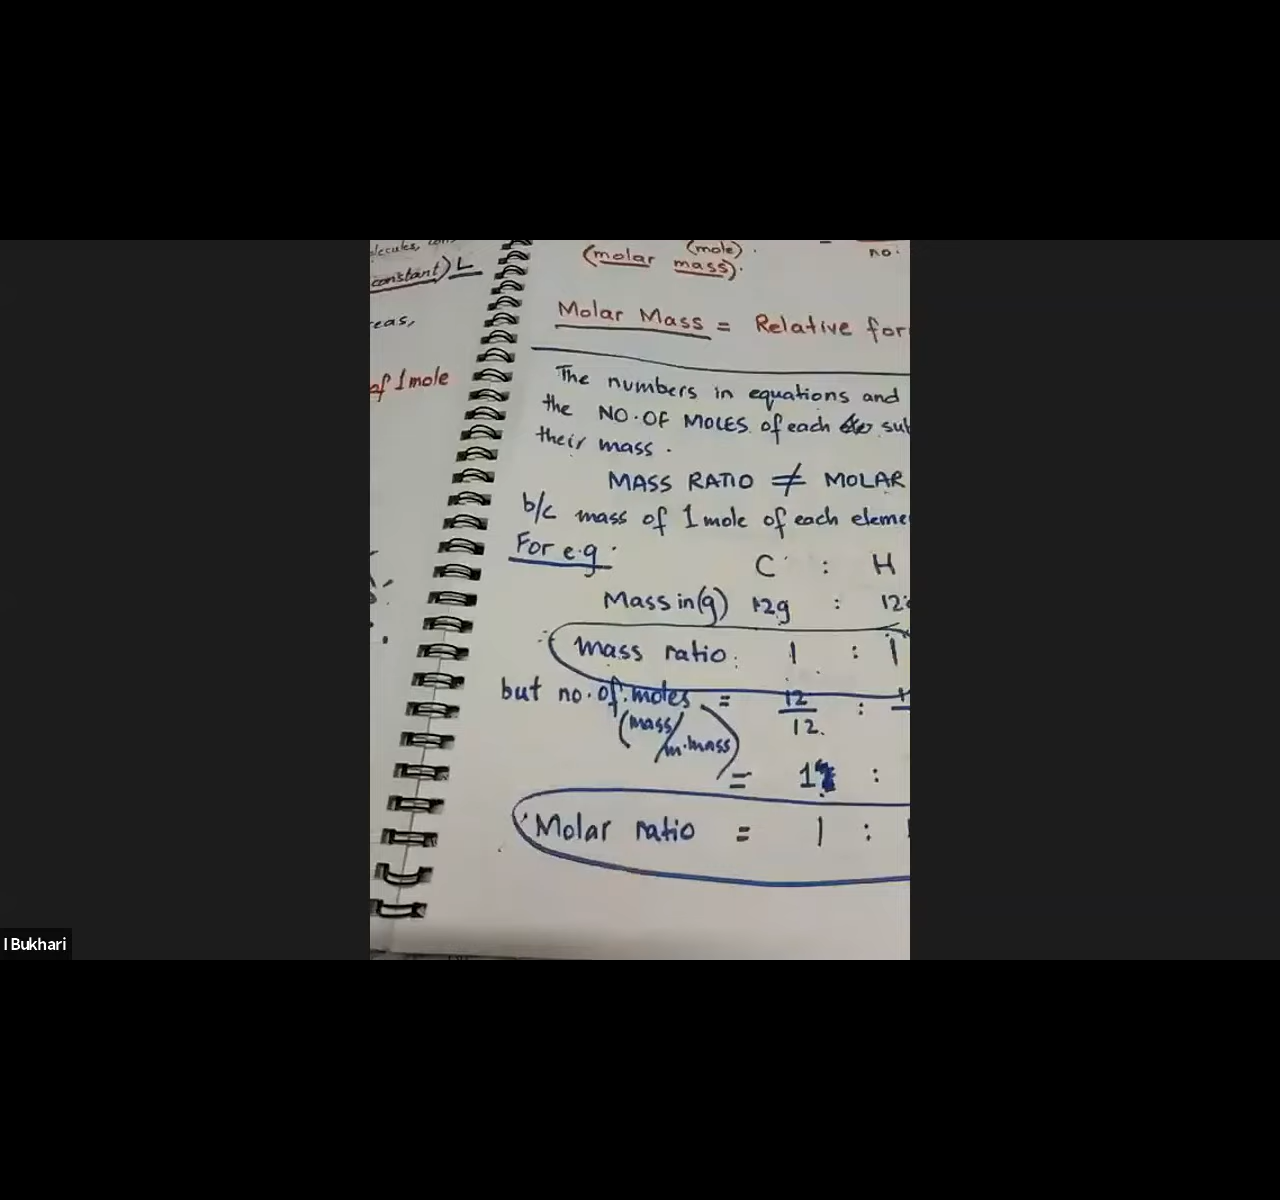 constant) L
eas,
of 1 mole
(mole).
(molar mass).
no.
Molar Mass = Relative for
The numbers in equations and
the NO. OF MOLES of each sub
their mass.
MASS RATIO ≠ MOLAR
b/c mass of 1 mole of each eleme
For e.g.
C : H
Mass in (g) 12g : 12
mass ratio: 1 : 1
but no. of. moles = 12/12 :
(mass/m.mass)
= 1 :
Molar ratio = 1 :
I Bukhari